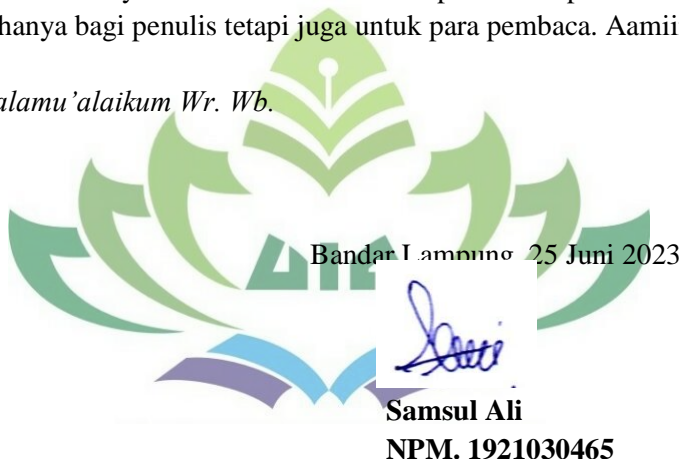 hanya bagi penulis tetapi juga untuk para pembaca. Aamii
alamu’alaikum Wr. Wb.
Bandar Lampung, 25 Juni 2023
Samsul Ali
NPM. 1921030465